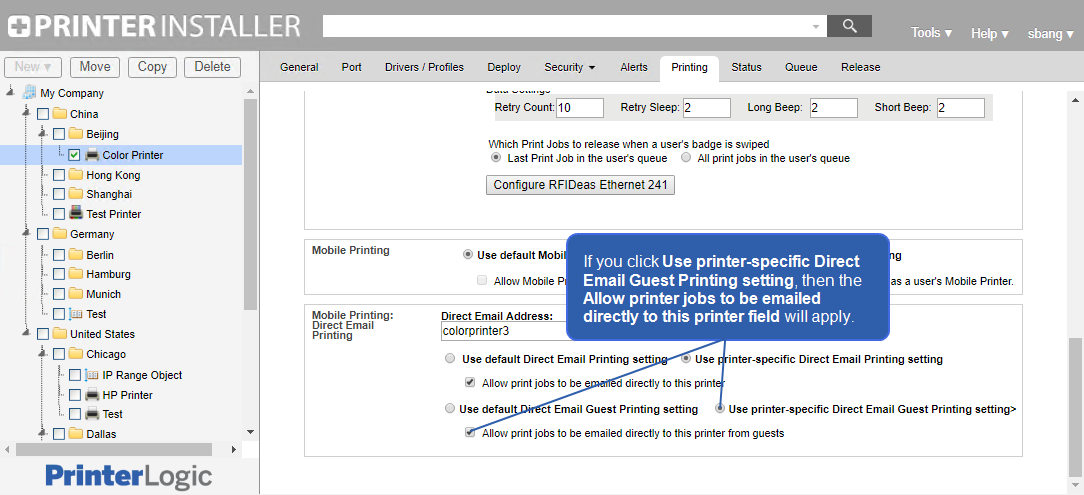 PRINTER INSTALLER
Tools ▾ Help ▾ sbang ▾
New ▾ Move Copy Delete
General Port Drivers / Profiles Deploy Security ▾ Alerts Printing Status Queue Release
My Company
China
Beijing
Color Printer
Hong Kong
Shanghai
Test Printer
Germany
Berlin
Hamburg
Munich
Test
United States
Chicago
IP Range Object
HP Printer
Test
Dallas
PrinterLogic
Data Settings
Retry Count: 10 Retry Sleep: 2 Long Beep: 2 Short Beep: 2
Which Print Jobs to release when a user's badge is swiped
Last Print Job in the user's queue All print jobs in the user's queue
Configure RFIDeas Ethernet 241
Mobile Printing
Use default Mobil
Allow Mobile P
as a user's Mobile Printer.
If you click Use printer-specific Direct
Email Guest Printing setting, then the
Allow printer jobs to be emailed
directly to this printer field will apply.
Mobile Printing:
Direct Email
Printing
Direct Email Address:
colorprinter3
Use default Direct Email Printing setting Use printer-specific Direct Email Printing setting
Allow print jobs to be emailed directly to this printer
Use default Direct Email Guest Printing setting Use printer-specific Direct Email Guest Printing setting>
Allow print jobs to be emailed directly to this printer from guests